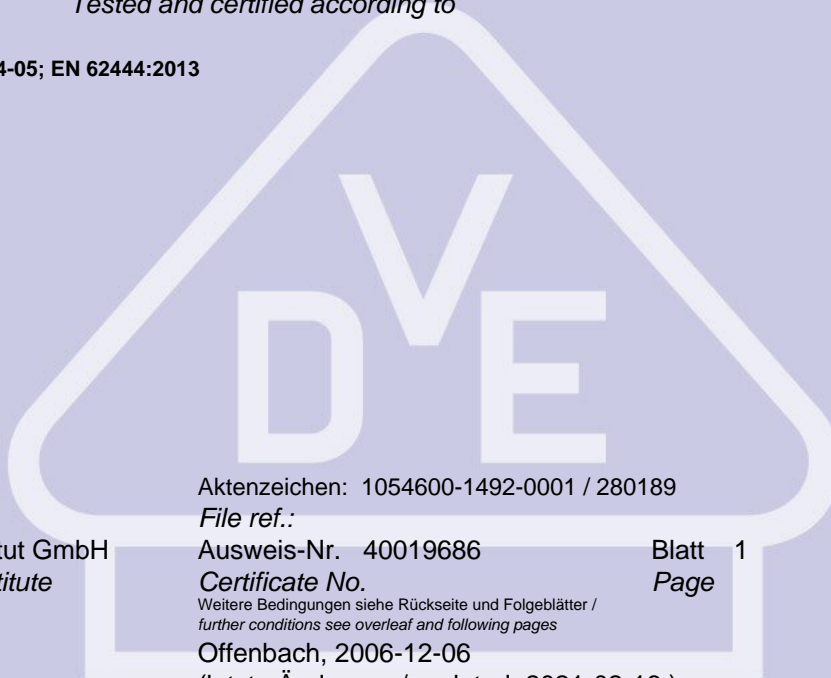 Tested and certified according to
4-05; EN 62444:2013
VDE
Aktenzeichen: 1054600-1492-0001 / 280189
File ref.:
tut GmbH Ausweis-Nr. 40019686 Blatt 1
titute Certificate No. Page
Weitere Bedingungen siehe Rückseite und Folgeblätter /
further conditions see overleaf and following pages
Offenbach, 2006-12-06